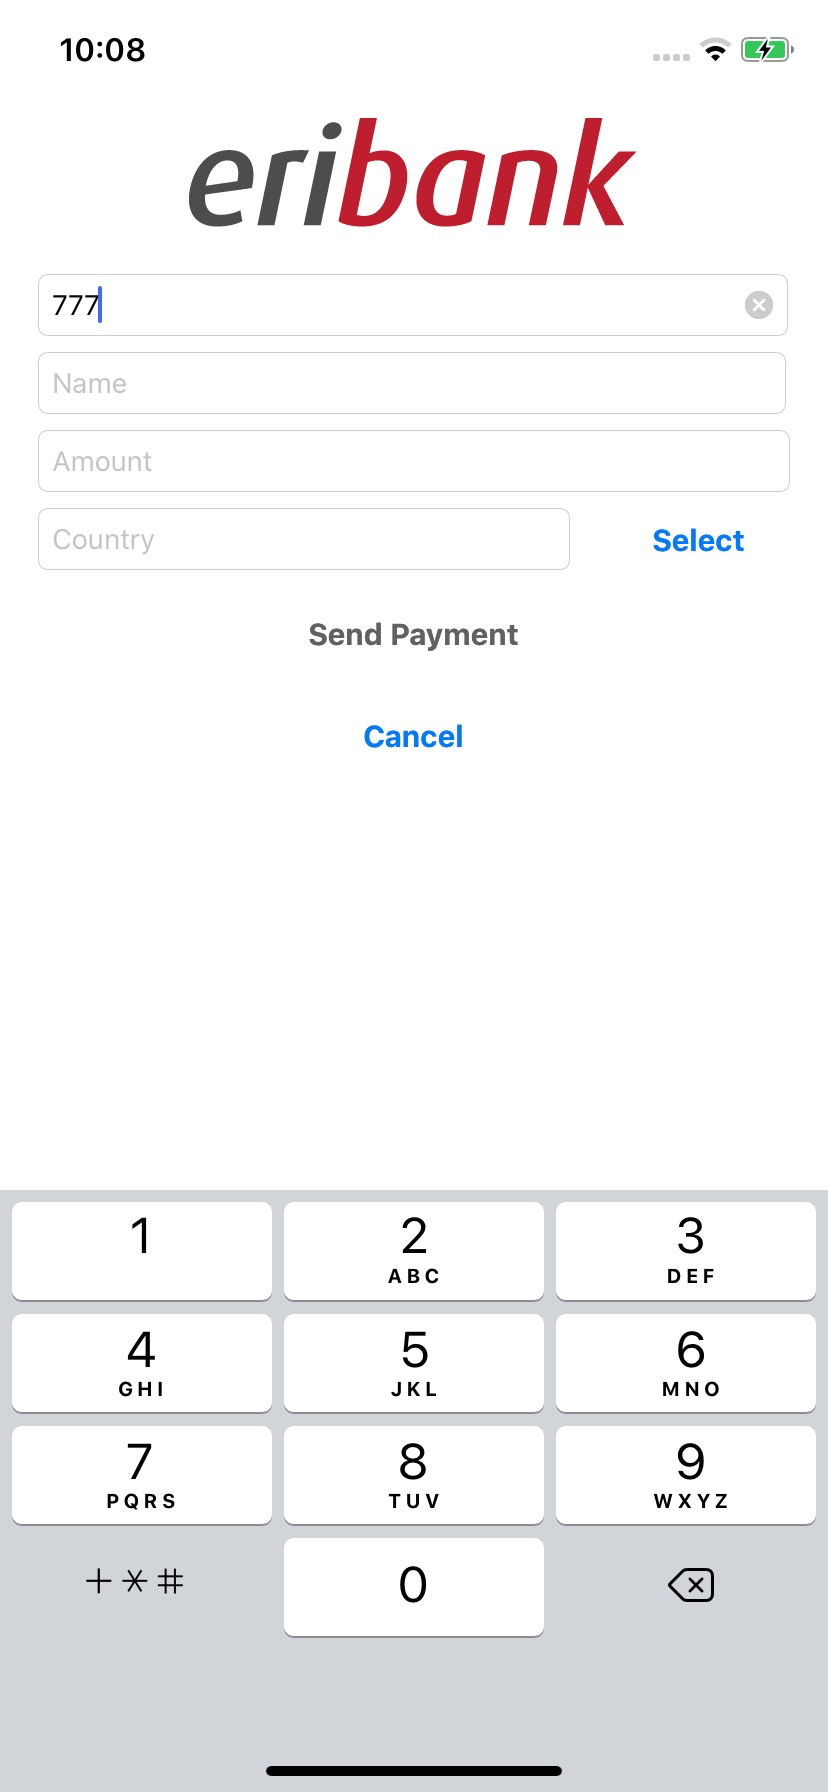 10:08
eribank
777
Name
Amount
Country
Select
Send Payment
Cancel
1
2
ABC
3
DEF
4
GHI
5
JKL
6
MNO
7
PQRS
8
TUV
9
WXYZ
+*#
0